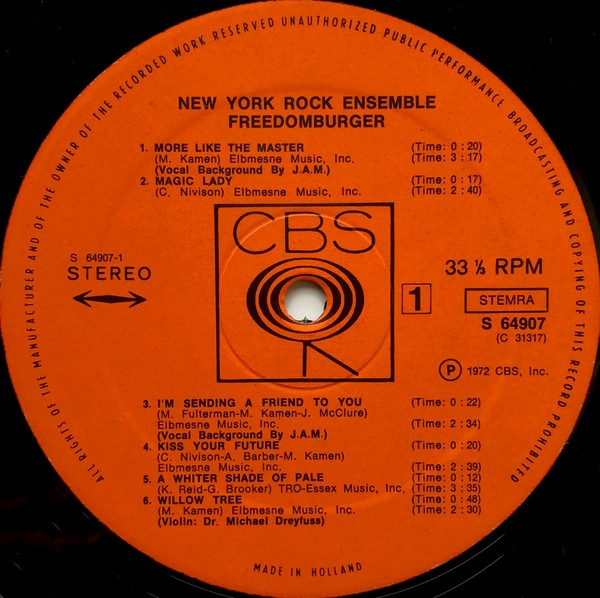 ALL RIGHTS OF THE MANUFACTURER AND OF THE OWNER OF THE RECORDED WORK RESERVED UNAUTHORIZED PUBLIC PERFORMANCE BROADCASTING AND COPYING OF THIS RECORD PROHIBITED
NEW YORK ROCK ENSEMBLE
FREEDOMBURGER
1. MORE LIKE THE MASTER (Time: 0 : 20)
(M. Kamen) Elbmesne Music, Inc. (Time: 3 : 17)
(Vocal Background By J.A.M.)
2. MAGIC LADY (Time: 0 : 17)
(C. Nivison) Elbmesne Music, Inc. (Time: 2 : 40)
CBS
S 64907-1
STEREO
33 ⅓ RPM
1
STEMRA
S 64907
(C 31317)
Ⓟ 1972 CBS, Inc.
3. I'M SENDING A FRIEND TO YOU (Time: 0 : 22)
(M. Fulterman-M. Kamen-J. McClure)
Elbmesne Music, Inc. (Time: 2 : 34)
(Vocal Background By J.A.M.)
4. KISS YOUR FUTURE (Time: 0 : 20)
(C. Nivison-A. Barber-M. Kamen)
Elbmesne Music, Inc. (Time: 2 : 39)
5. A WHITER SHADE OF PALE (Time: 0 : 12)
(K. Reid-G. Brooker) TRO-Essex Music, Inc. (Time: 3 : 35)
6. WILLOW TREE (Time: 0 : 48)
(M. Kamen) Elbmesne Music, Inc. (Time: 2 : 30)
(Violin: Dr. Michael Dreyfuss)
MADE IN HOLLAND